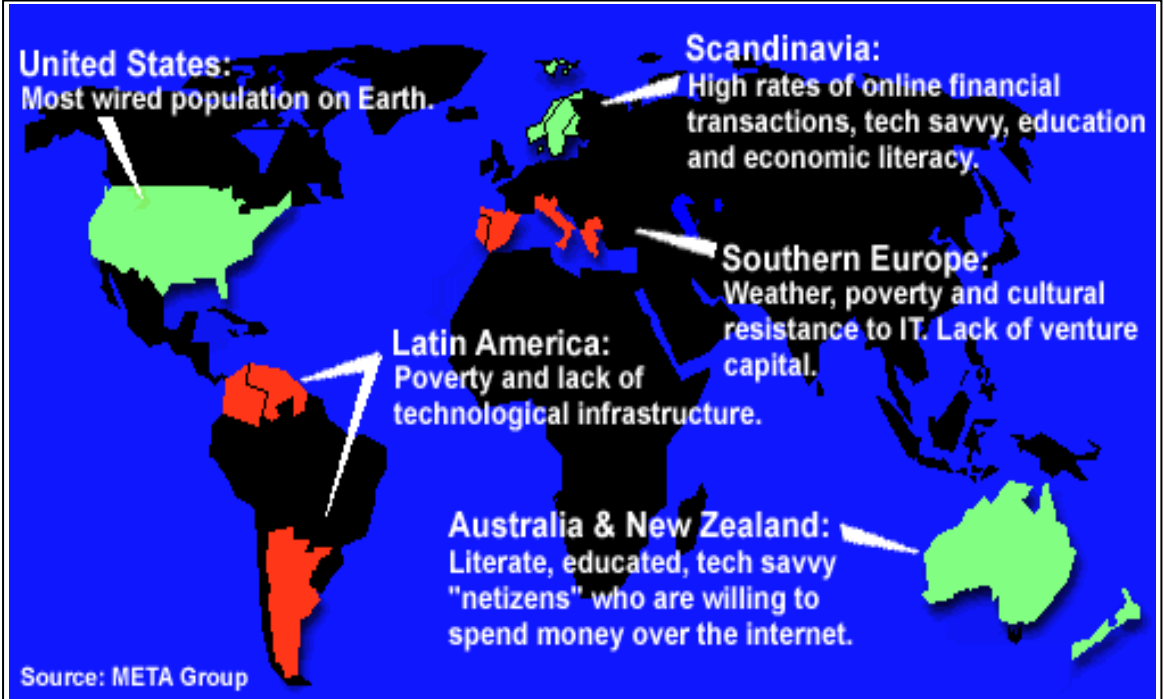 United States:
Most wired population on Earth.
Scandinavia:
High rates of online financial
transactions, tech savvy, education
and economic literacy.
Southern Europe:
Weather, poverty and cultural
resistance to IT. Lack of venture
capital.
Latin America:
Poverty and lack of
technological infrastructure.
Australia & New Zealand:
Literate, educated, tech savvy
"netizens" who are willing to
spend money over the internet.
Source: META Group